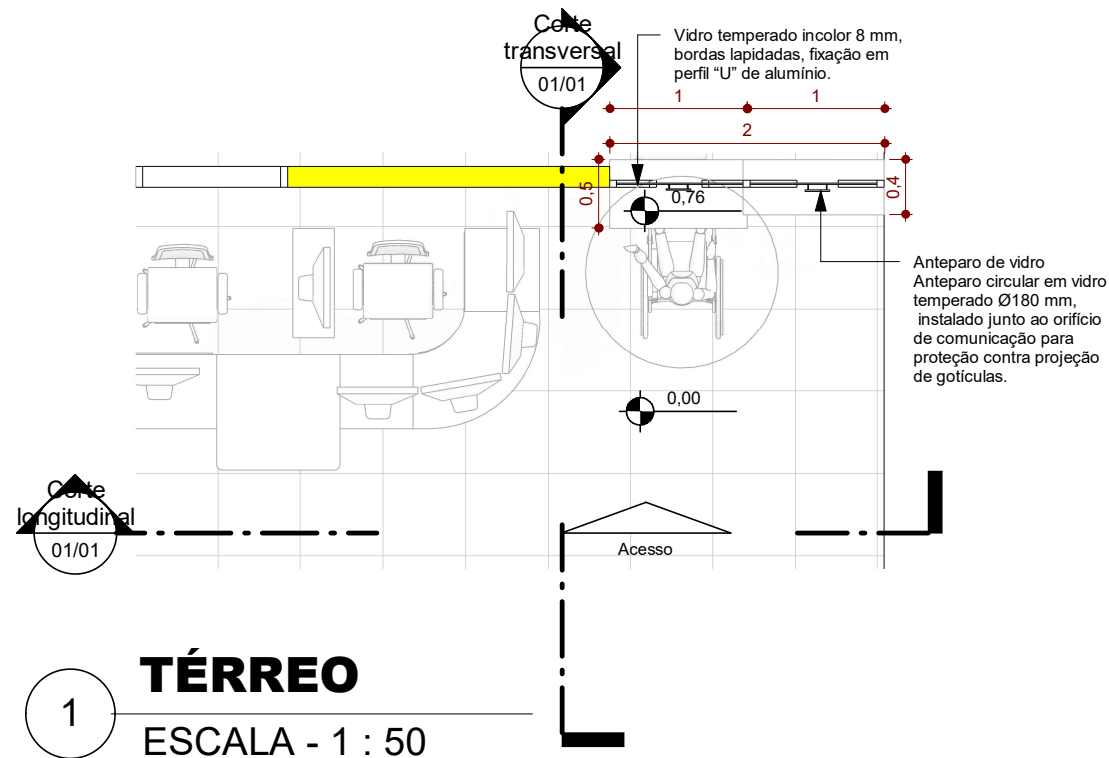 Corte
transversal
01/01
Vidro temperado incolor 8 mm,
bordas lapidadas, fixação em
perfil “U” de alumínio.
1
1
2
0,5
0,76
0,4
Anteparo de vidro
Anteparo circular em vidro
temperado Ø180 mm,
instalado junto ao orifício
de comunicação para
proteção contra projeção
de gotículas.
0,00
Corte
longitudinal
01/01
Acesso
1
TÉRREO
ESCALA - 1 : 50